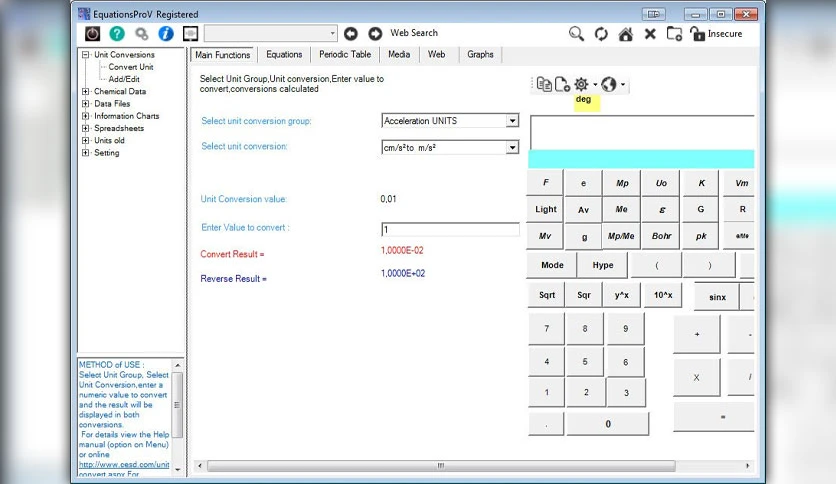 EquationsProV Registered
Web Search
Insecure
Unit Conversions
Convert Unit
Add/Edit
Chemical Data
Data Files
Information Charts
Spreadsheets
Units old
Setting
METHOD of USE :
Select Unit Group, Select
Unit Conversion,enter a
numeric value to convert
and the result will be
displayed in both
conversions.
For details view the Help
manual (option on Menu)
or online
http://www.cesd.com/unit
convert.aspx For
Main Functions Equations Periodic Table Media Web Graphs
Select Unit Group,Unit conversion,Enter value to
convert,conversions calculated
Select unit conversion group: Acceleration UNITS
Select unit conversion: cm/s²to m/s²
Unit Conversion value: 0,01
Enter Value to convert : 1
Convert Result = 1,0000E-02
Reverse Result = 1,0000E+02
deg
F e Mp Uo K Vm
Light Av Me ε G R
Mv g Mp/Me Bohr pk e/Me
Mode Hype ( )
Sqrt Sqr y^x 10^x sinx
7 8 9 + -
4 5 6 X /
1 2 3
. 0 =